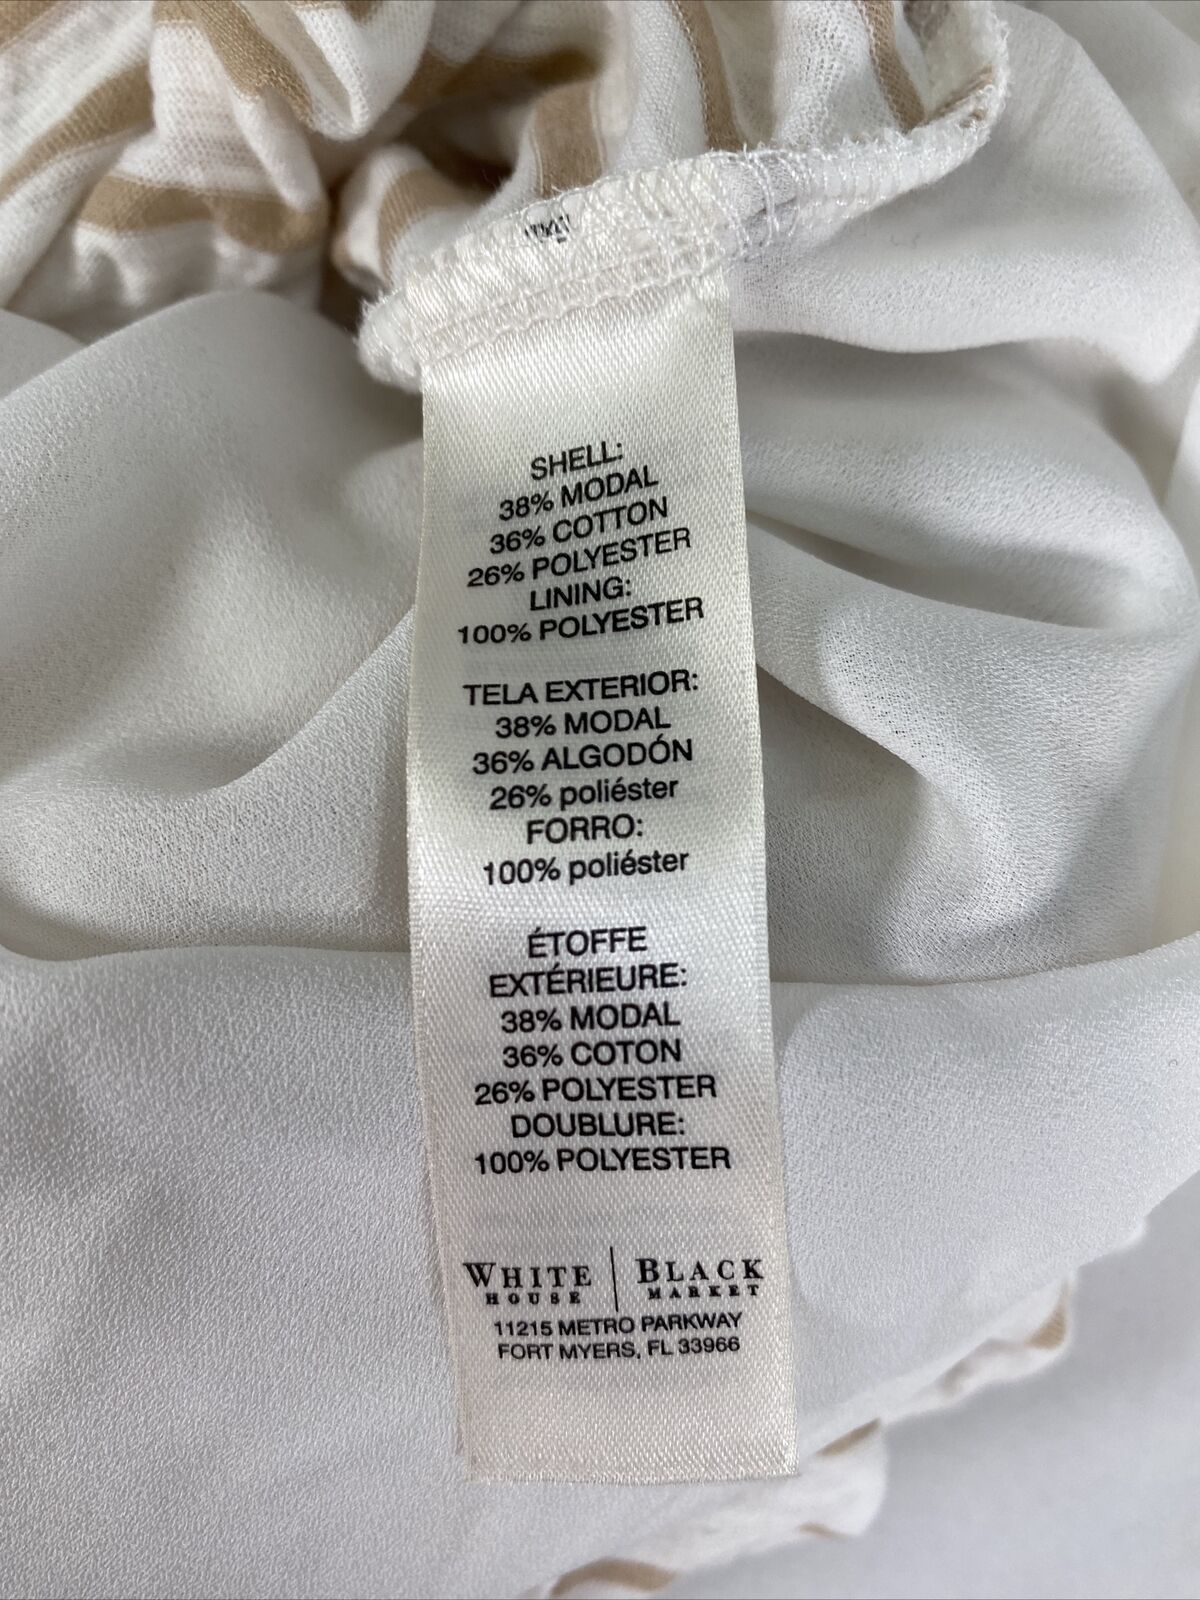 SHELL:
38% MODAL
36% COTTON
26% POLYESTER
LINING:
100% POLYESTER
TELA EXTERIOR:
38% MODAL
36% ALGODÓN
26% poliéster
FORRO:
100% poliéster
ÉTOFFE
EXTÉRIEURE:
38% MODAL
36% COTON
26% POLYESTER
DOUBLURE:
100% POLYESTER
WHITE | BLACK
HOUSE | MARKET
11215 METRO PARKWAY
FORT MYERS, FL 33966